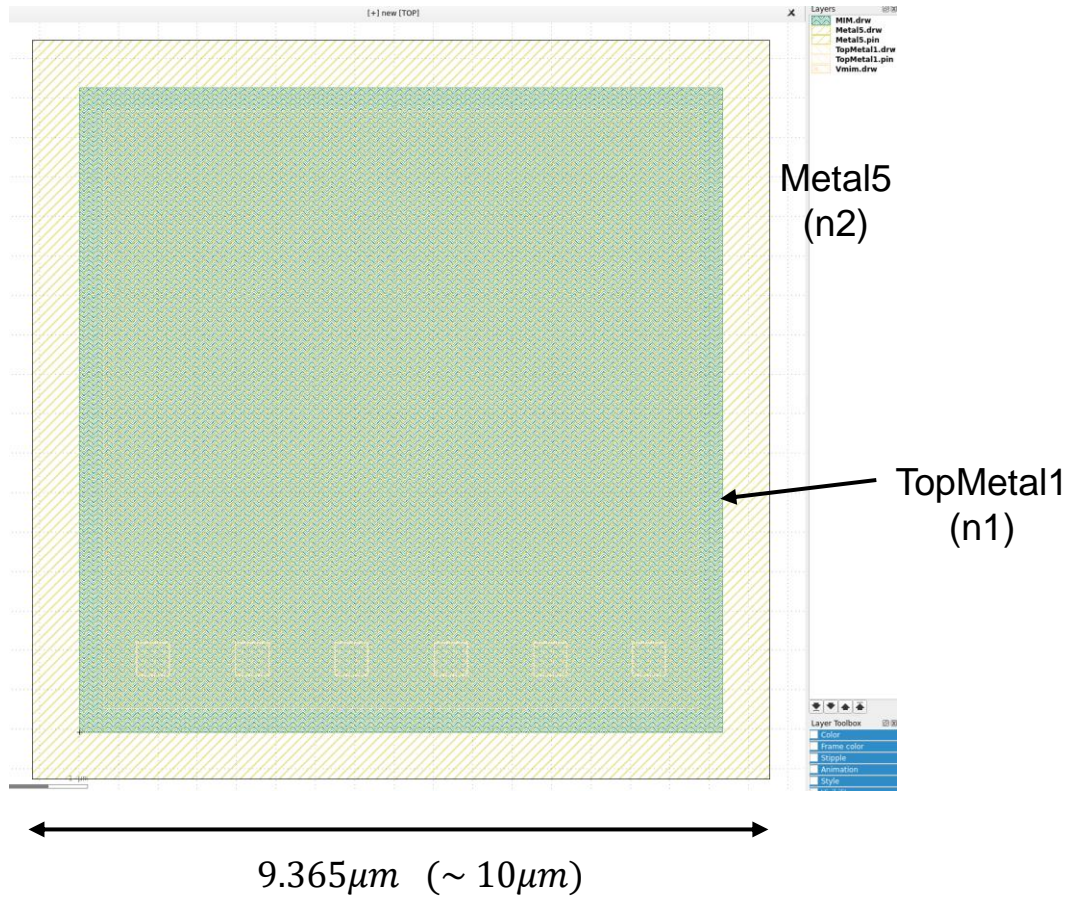 [+] new [TOP]
Layers
MIM.drw
Metal5.drw
Metal5.pin
TopMetal1.drw
TopMetal1.pin
Vmim.drw
Metal5
(n2)
TopMetal1
(n1)
Layer Toolbox
Color
Frame color
Stipple
Animation
Style
1 µm
9.365μm (~ 10μm)